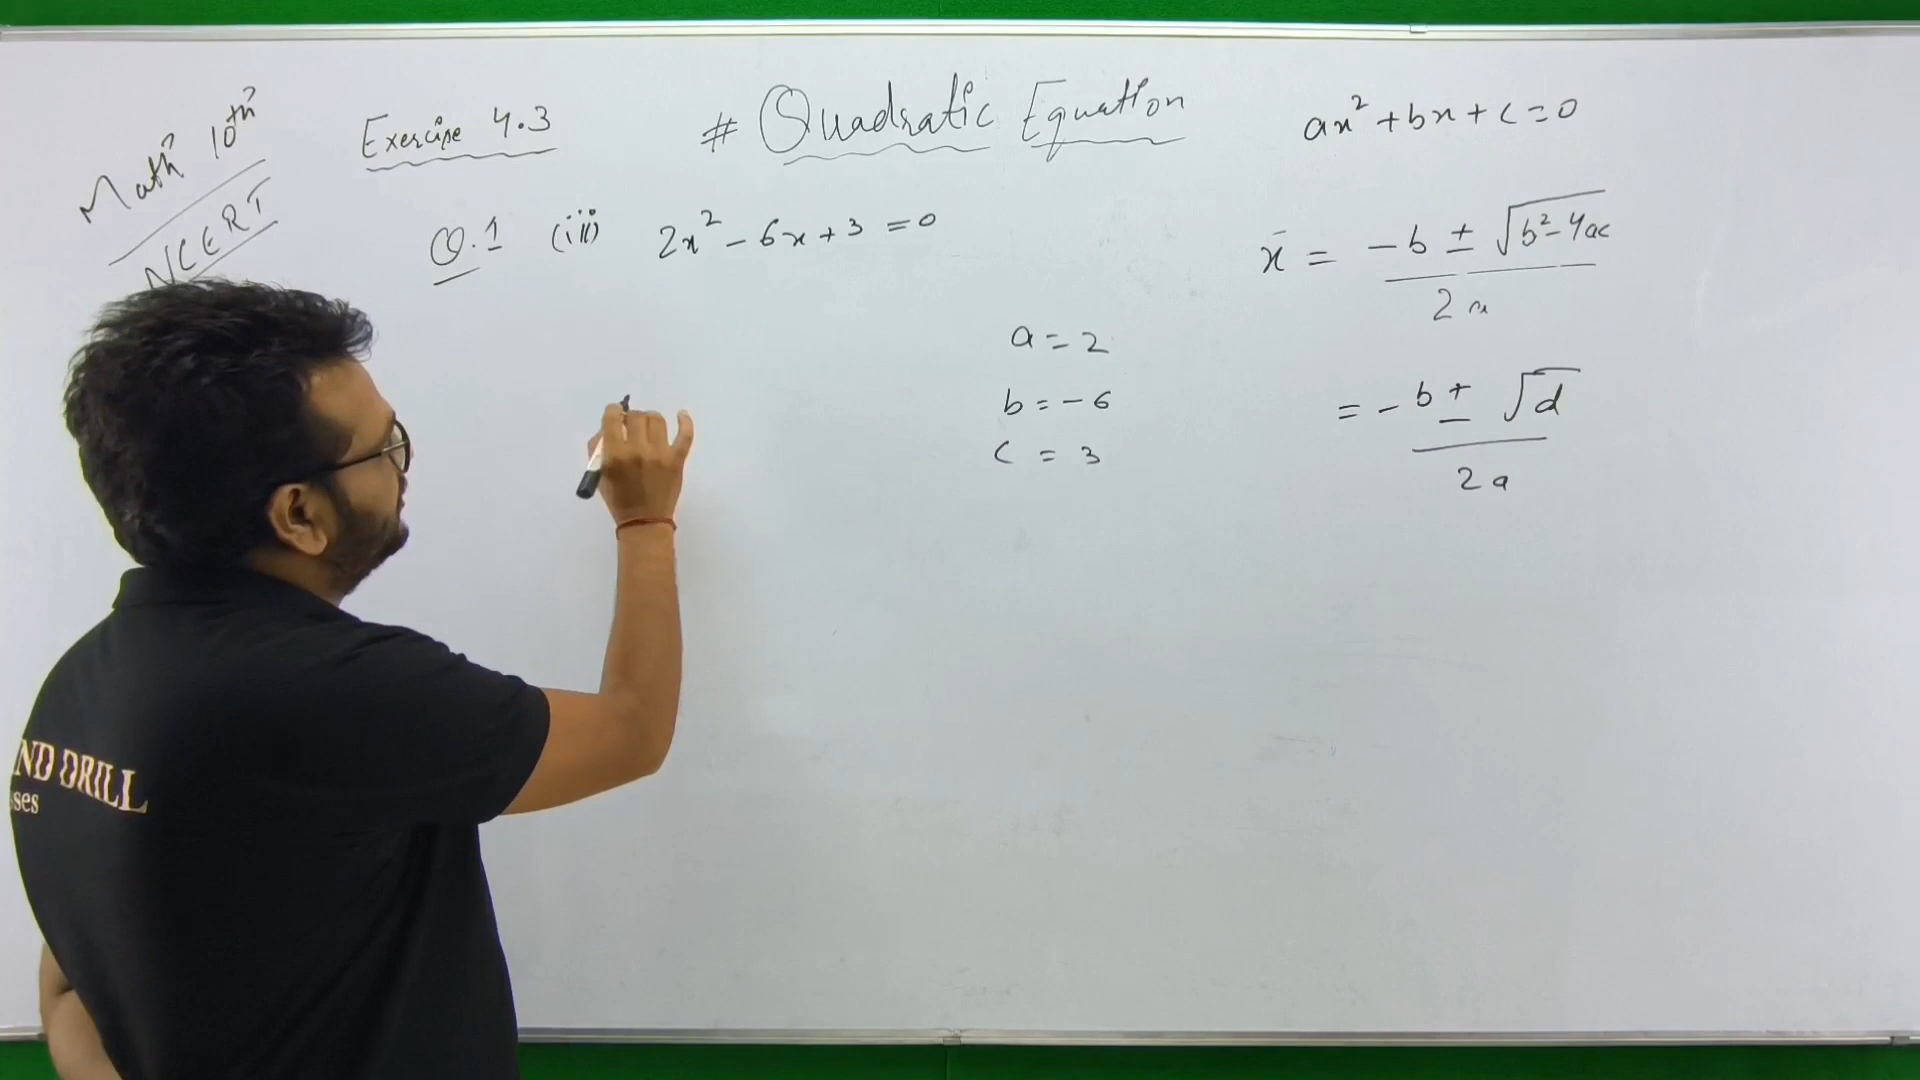 Math 10th
NCERT
Exercise 4.3
# Quadratic Equation
ax² + bx + c = 0
Q.1 (iii) 2x² - 6x + 3 = 0
x = -b ± √b² - 4ac
2a
a = 2
b = -6
c = 3
= -b ± √d
2a
ND DRILL
ses